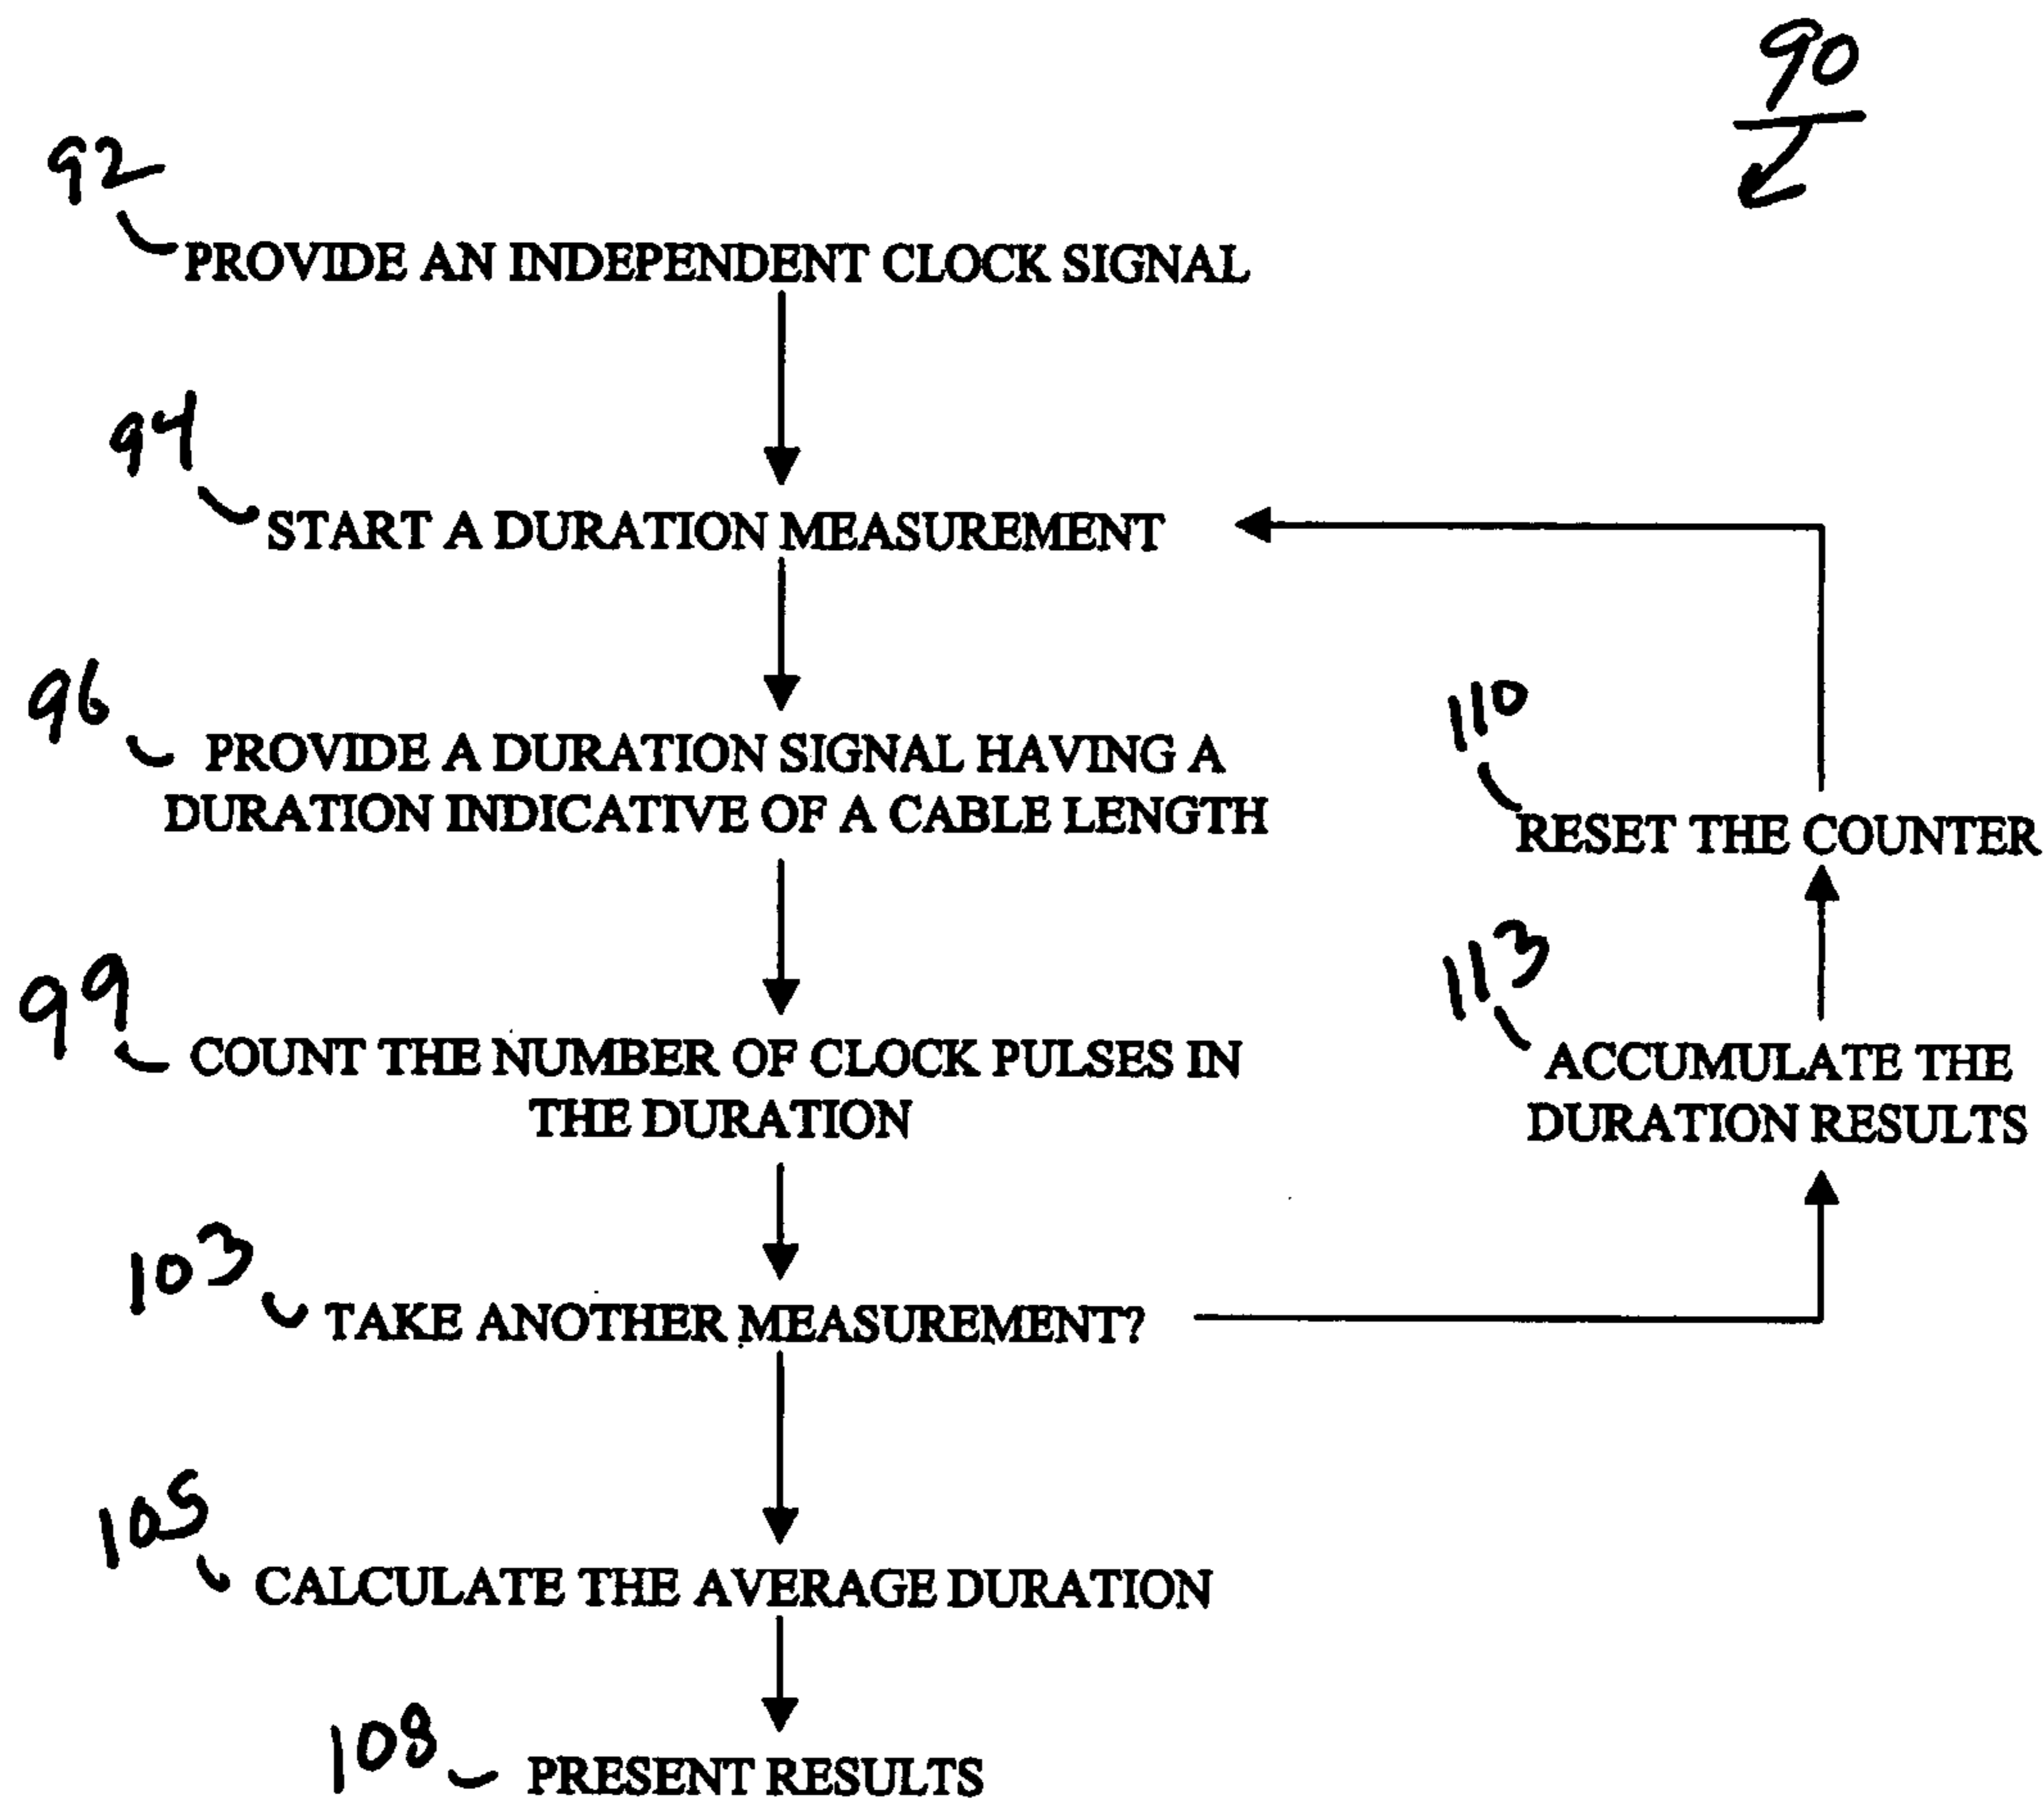 90
92
PROVIDE AN INDEPENDENT CLOCK SIGNAL
94
START A DURATION MEASUREMENT
96
PROVIDE A DURATION SIGNAL HAVING A
DURATION INDICATIVE OF A CABLE LENGTH
99
COUNT THE NUMBER OF CLOCK PULSES IN
THE DURATION
103
TAKE ANOTHER MEASUREMENT?
105
CALCULATE THE AVERAGE DURATION
108
PRESENT RESULTS
110
RESET THE COUNTER
113
ACCUMULATE THE
DURATION RESULTS